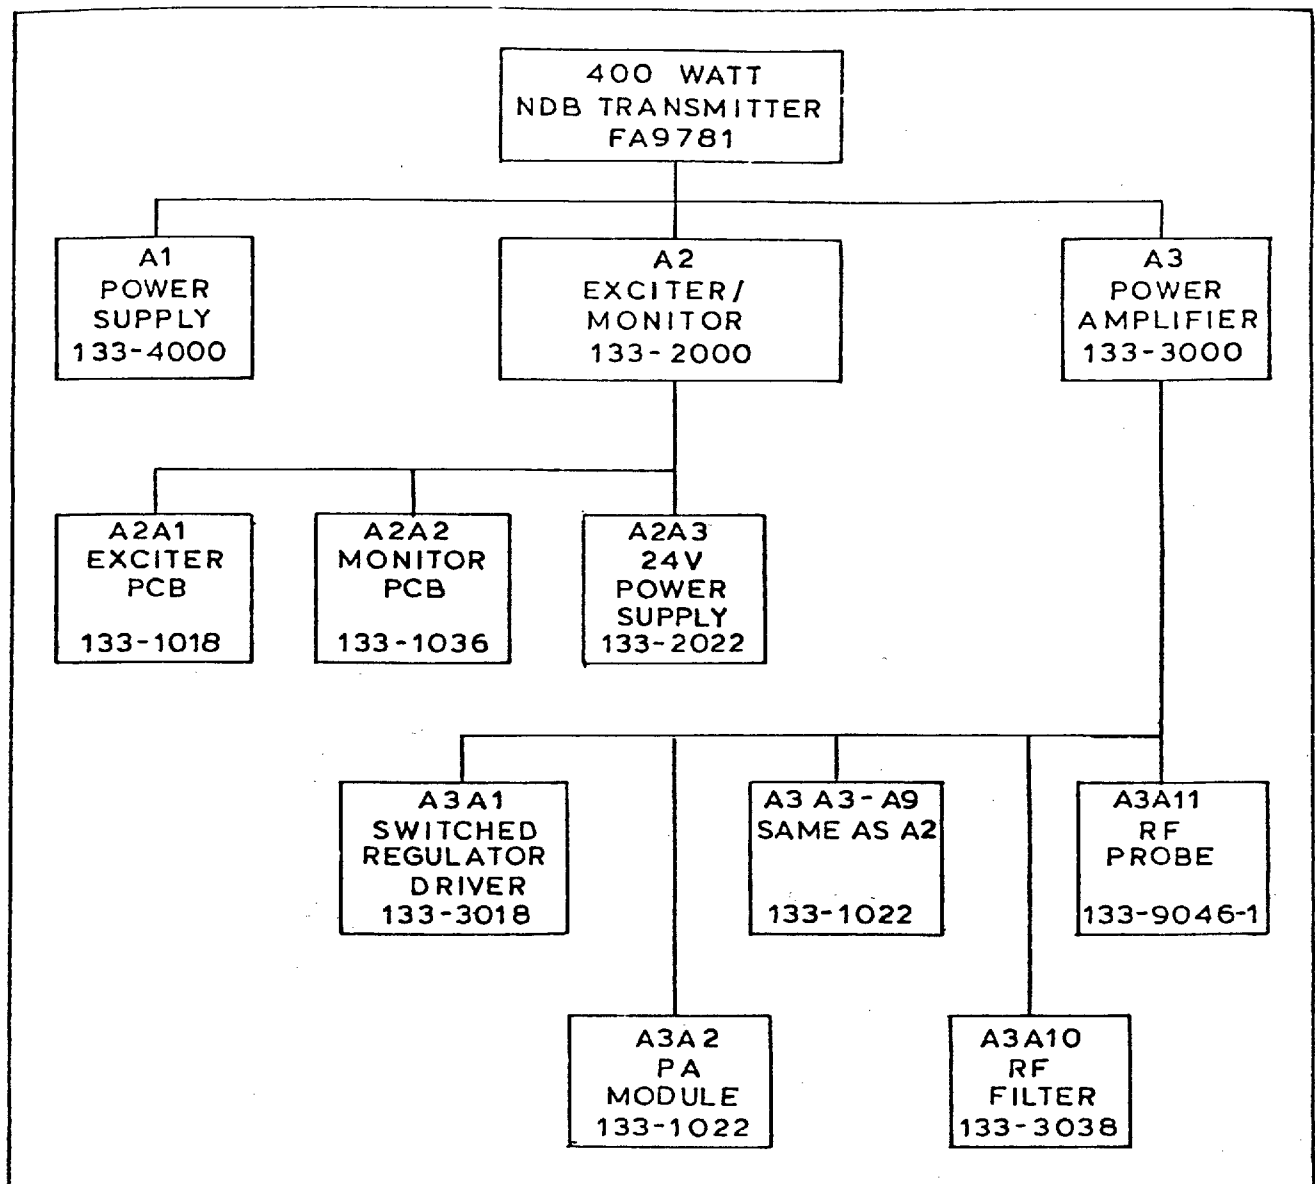 400 WATT
NDB TRANSMITTER
FA9781
A1
POWER
SUPPLY
133-4000
A2
EXCITER/
MONITOR
133-2000
A3
POWER
AMPLIFIER
133-3000
A2A1
EXCITER
PCB
133-1018
A2A2
MONITOR
PCB
133-1036
A2A3
24V
POWER
SUPPLY
133-2022
A3A1
SWITCHED
REGULATOR
DRIVER
133-3018
A3 A3-A9
SAME AS A2
133-1022
A3A11
RF
PROBE
133-9046-1
A3A2
PA
MODULE
133-1022
A3A10
RF
FILTER
133-3038